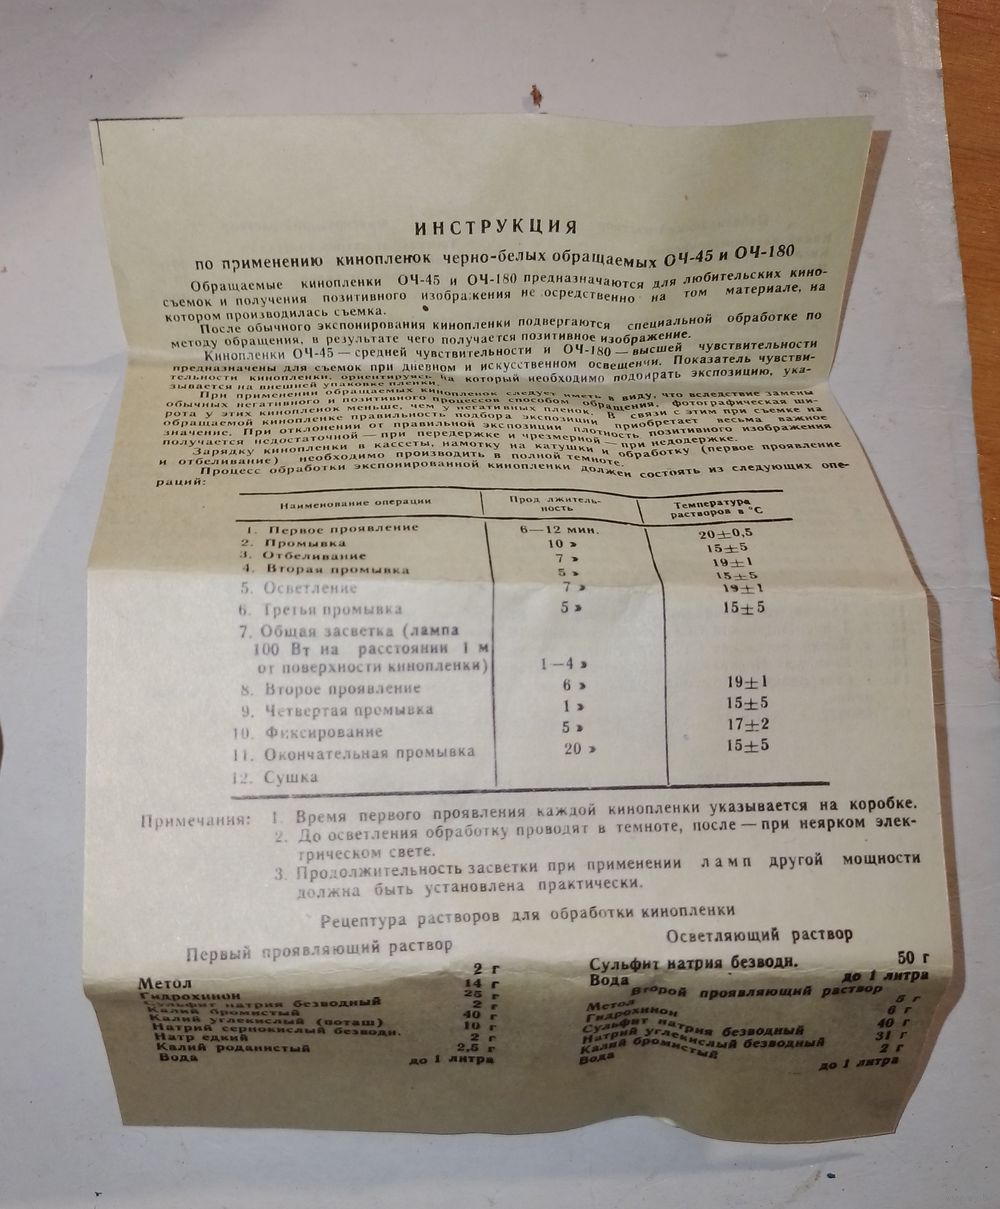 ИНСТРУКЦИЯ
по применению кинопленок черно-белых обращаемых ОЧ-45 и ОЧ-180
Обращаемые кинопленки ОЧ-45 и ОЧ-180 предназначаются для любительских кино-
съемок и получения позитивного изображения не осредственно на том материале, на
котором производилась съемка.
После обычного экспонирования кинопленки подвергаются специальной обработке по
методу обращения, в результате чего получается позитивное изображение.
Кинопленки ОЧ-45 — средней чувствительности и ОЧ-180 — высшей чувствительности
предназначены для съемок при дневном и искусственном освещении. Показатель чувстви-
тельности кинопленки, ориентируясь на который необходимо подбирать экспозицию, ука-
зывается на внешней упаковке пленки.
При применении обращаемых кинопленок следует иметь в виду, что вследствие замены
обычных негативного и позитивного процессов способом обращения, фотографическая ши-
рота у этих кинопленок меньше, чем у негативных пленок. В связи с этим при съемке на
обращаемой кинопленке правильность подбора экспозиции приобретает весьма важное
значение. При отклонении от правильной экспозиции плотность позитивного изображения
получается недостаточной — при передержке и чрезмерной — при недодержке.
Зарядку кинопленки в кассеты, намотку на катушки и обработку (первое проявление
и отбеливание) необходимо производить в полной темноте.
Процесс обработки экспонированной кинопленки должен состоять из следующих опе-
раций:
Наименование операции Прод лжитель-
ность Температура
растворов в °С
1. Первое проявление 6—12 мин. 20±0,5
2. Промывка 10 » 15±5
3. Отбеливание 7 » 19±1
4. Вторая промывка 5 » 15±5
5. Осветление 7 » 19±1
6. Третья промывка 5 » 15±5
7. Общая засветка (лампа
100 Вт на расстоянии 1 м
от поверхности кинопленки) 1—4 »
8. Второе проявление 6 » 19±1
9. Четвертая промывка 1 » 15±5
10. Фиксирование 5 » 17±2
11. Окончательная промывка 20 » 15±5
12. Сушка
Примечания: 1. Время первого проявления каждой кинопленки указывается на коробке.
2. До осветления обработку проводят в темноте, после — при неярком элек-
трическом свете.
3. Продолжительность засветки при применении ламп другой мощности
должна быть установлена практически.
Рецептура растворов для обработки кинопленки
Первый проявляющий раствор
Метол 2 г
Гидрохинон 14 г
Сульфит натрия безводный 25 г
Калий бромистый 2 г
Калий углекислый (поташ) 40 г
Натрий сернокислый безводн. 10 г
Натр едкий 2 г
Калий роданистый 2,5 г
Вода до 1 литра
Осветляющий раствор
Сульфит натрия безводн. 50 г
Вода до 1 литра
Второй проявляющий раствор
Метол 5 г
Гидрохинон 6 г
Сульфит натрия безводный 40 г
Натрий углекислый безводный 31 г
Калий бромистый 2 г
Вода до 1 литра